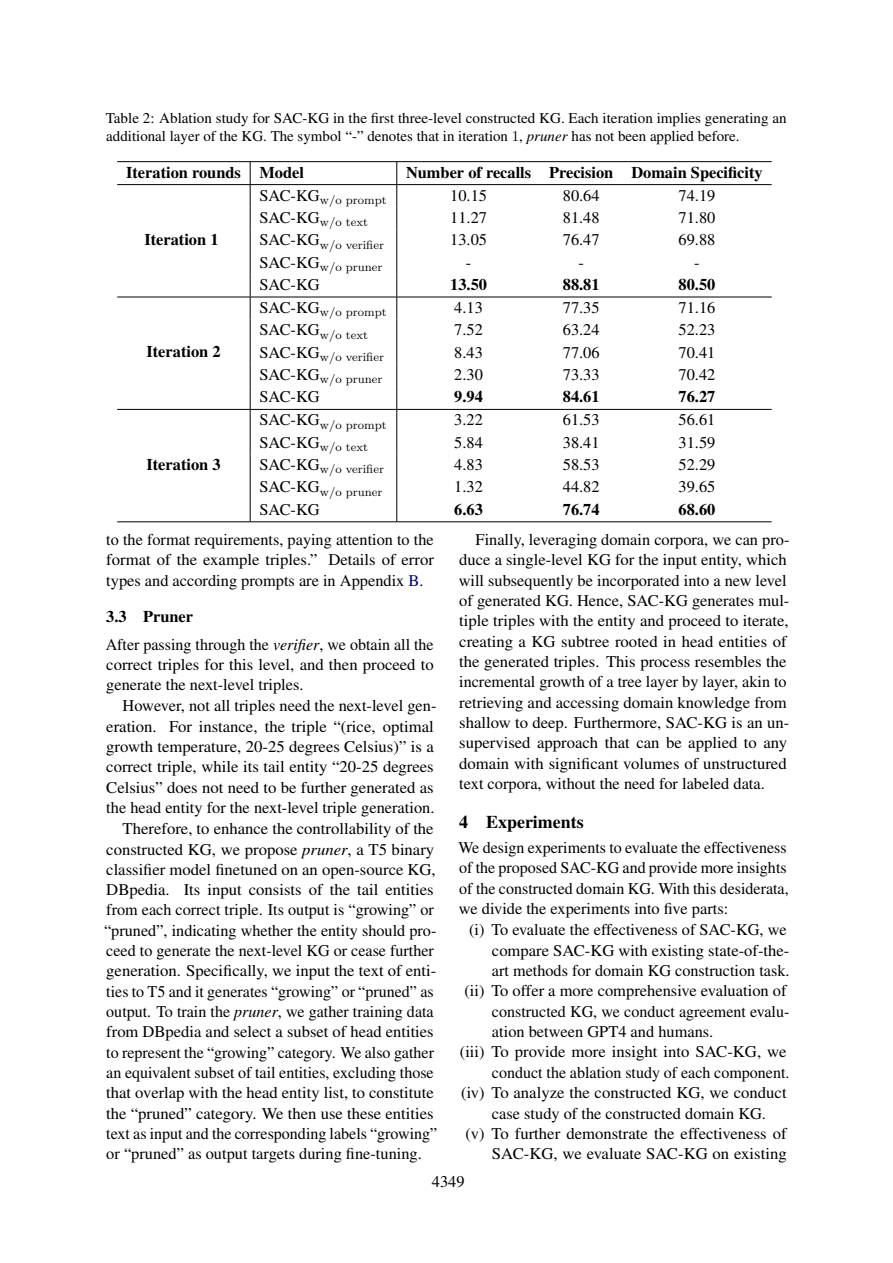 Table 2: Ablation study for SAC-KG in the first three-level constructed KG. Each iteration implies generating an
additional layer of the KG. The symbol “-” denotes that in iteration 1, pruner has not been applied before.
Iteration rounds Model Number of recalls Precision Domain Specificity
Iteration 1
SAC-KGw/o prompt 10.15 80.64 74.19
SAC-KGw/o text 11.27 81.48 71.80
SAC-KGw/o verifier 13.05 76.47 69.88
SAC-KGw/o pruner - - -
SAC-KG 13.50 88.81 80.50
Iteration 2
SAC-KGw/o prompt 4.13 77.35 71.16
SAC-KGw/o text 7.52 63.24 52.23
SAC-KGw/o verifier 8.43 77.06 70.41
SAC-KGw/o pruner 2.30 73.33 70.42
SAC-KG 9.94 84.61 76.27
Iteration 3
SAC-KGw/o prompt 3.22 61.53 56.61
SAC-KGw/o text 5.84 38.41 31.59
SAC-KGw/o verifier 4.83 58.53 52.29
SAC-KGw/o pruner 1.32 44.82 39.65
SAC-KG 6.63 76.74 68.60
to the format requirements, paying attention to the
format of the example triples.” Details of error
types and according prompts are in Appendix B.
3.3 Pruner
After passing through the verifier, we obtain all the
correct triples for this level, and then proceed to
generate the next-level triples.
However, not all triples need the next-level gen-
eration. For instance, the triple “(rice, optimal
growth temperature, 20-25 degrees Celsius)” is a
correct triple, while its tail entity “20-25 degrees
Celsius” does not need to be further generated as
the head entity for the next-level triple generation.
Therefore, to enhance the controllability of the
constructed KG, we propose pruner, a T5 binary
classifier model finetuned on an open-source KG,
DBpedia. Its input consists of the tail entities
from each correct triple. Its output is “growing” or
“pruned”, indicating whether the entity should pro-
ceed to generate the next-level KG or cease further
generation. Specifically, we input the text of enti-
ties to T5 and it generates “growing” or “pruned” as
output. To train the pruner, we gather training data
from DBpedia and select a subset of head entities
to represent the “growing” category. We also gather
an equivalent subset of tail entities, excluding those
that overlap with the head entity list, to constitute
the “pruned” category. We then use these entities
text as input and the corresponding labels “growing”
or “pruned” as output targets during fine-tuning.
Finally, leveraging domain corpora, we can pro-
duce a single-level KG for the input entity, which
will subsequently be incorporated into a new level
of generated KG. Hence, SAC-KG generates mul-
tiple triples with the entity and proceed to iterate,
creating a KG subtree rooted in head entities of
the generated triples. This process resembles the
incremental growth of a tree layer by layer, akin to
retrieving and accessing domain knowledge from
shallow to deep. Furthermore, SAC-KG is an un-
supervised approach that can be applied to any
domain with significant volumes of unstructured
text corpora, without the need for labeled data.
4 Experiments
We design experiments to evaluate the effectiveness
of the proposed SAC-KG and provide more insights
of the constructed domain KG. With this desiderata,
we divide the experiments into five parts:
(i) To evaluate the effectiveness of SAC-KG, we
compare SAC-KG with existing state-of-the-
art methods for domain KG construction task.
(ii) To offer a more comprehensive evaluation of
constructed KG, we conduct agreement evalu-
ation between GPT4 and humans.
(iii) To provide more insight into SAC-KG, we
conduct the ablation study of each component.
(iv) To analyze the constructed KG, we conduct
case study of the constructed domain KG.
(v) To further demonstrate the effectiveness of
SAC-KG, we evaluate SAC-KG on existing
4349